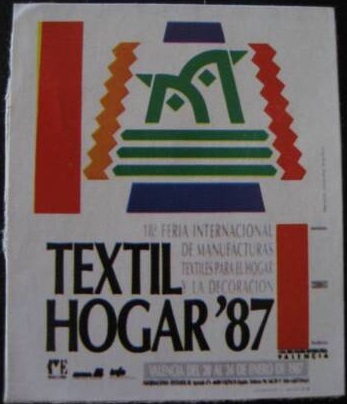 18ª FERIA INTERNACIONAL
DE MANUFACTURAS
TEXTILES PARA EL HOGAR
Y LA DECORACION
TEXTIL
HOGAR '87
VALENCIA
VALENCIA DEL 20 AL 24 DE ENERO DE 1987